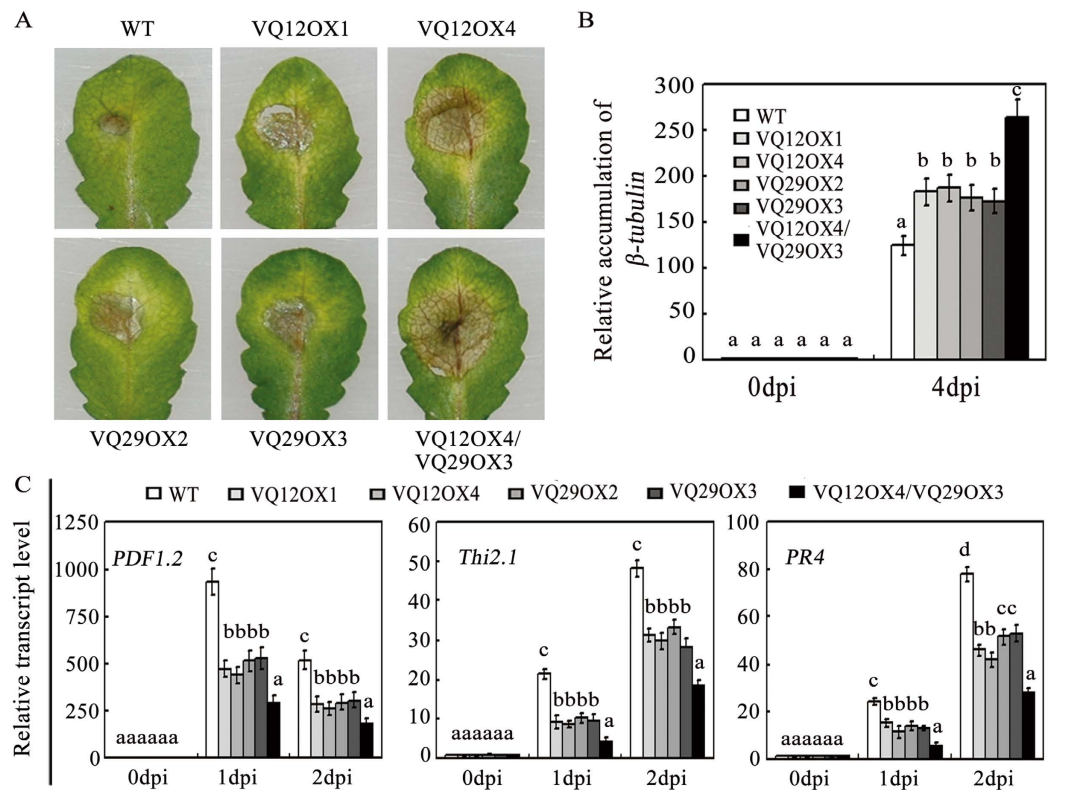 A
WT
VQ12OX1
VQ12OX4
VQ29OX2
VQ29OX3
VQ12OX4/
VQ29OX3
B
Relative accumulation of
β-tubulin
300
250
200
150
100
50
0
WT
VQ12OX1
VQ12OX4
VQ29OX2
VQ29OX3
VQ12OX4/
VQ29OX3
a a a a a a
a b b b b c
0dpi 4dpi
C
WT VQ12OX1 VQ12OX4 VQ29OX2 VQ29OX3 VQ12OX4/VQ29OX3
Relative transcript level
1250
1000
750
500
250
0
PDF1.2
aaaaaa
c
bbbb
a
c
bbbb
a
0dpi 1dpi 2dpi
60
50
40
30
20
10
0
Thi2.1
aaaaaa
c
bbbb
a
c
bbbb
a
0dpi 1dpi 2dpi
100
80
60
40
20
0
PR4
aaaaaa
c
bbbb
a
d
bb
cc
a
0dpi 1dpi 2dpi